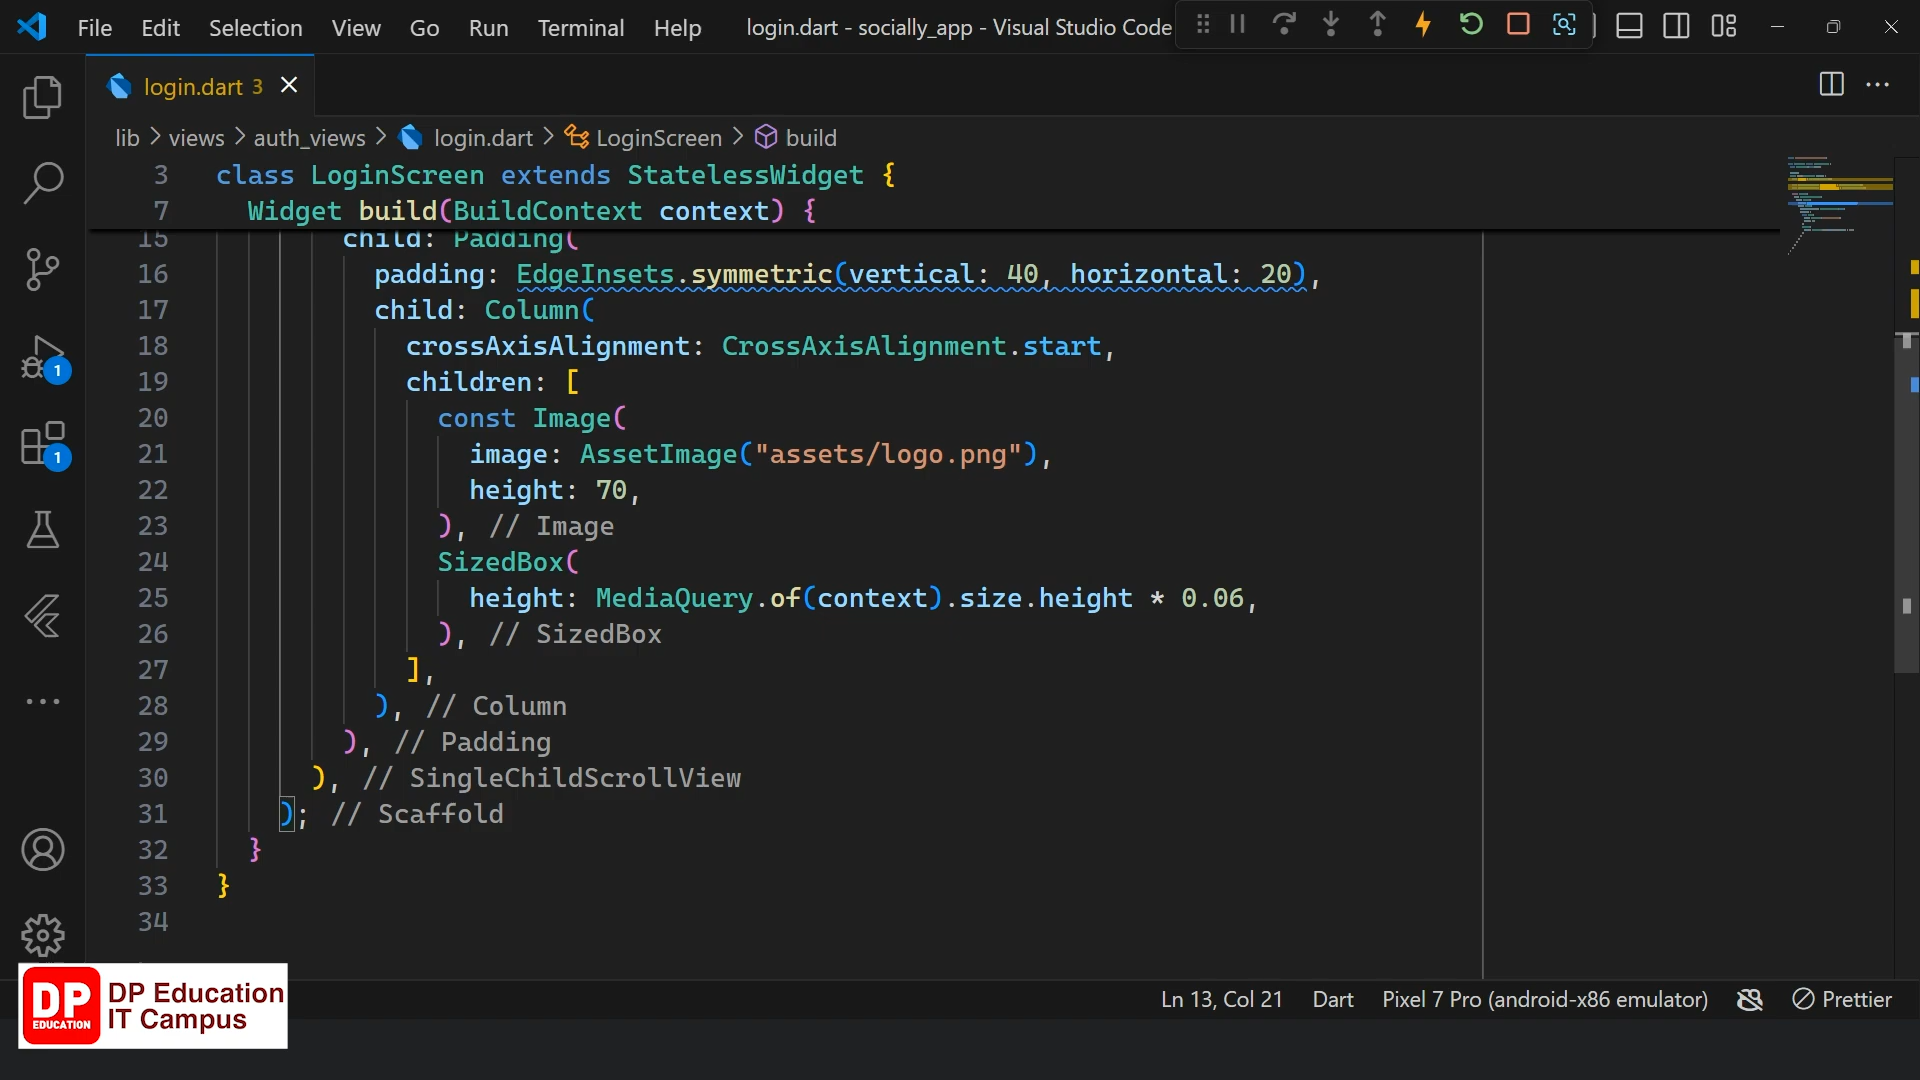 File Edit Selection View Go Run Terminal Help login.dart - socially_app - Visual Studio Code
login.dart 3
lib > views > auth_views > login.dart > LoginScreen > build
3 class LoginScreen extends StatelessWidget {
7 Widget build(BuildContext context) {
15 child: Padding(
16 padding: EdgeInsets.symmetric(vertical: 40, horizontal: 20),
17 child: Column(
18 crossAxisAlignment: CrossAxisAlignment.start,
19 children: [
20 const Image(
21 image: AssetImage("assets/logo.png"),
22 height: 70,
23 ), // Image
24 SizedBox(
25 height: MediaQuery.of(context).size.height * 0.06,
26 ), // SizedBox
27 ],
28 ), // Column
29 ), // Padding
30 ), // SingleChildScrollView
31 ); // Scaffold
32 }
33 }
34
1
1
DP EDUCATION
DP Education
IT Campus
Ln 13, Col 21 Dart Pixel 7 Pro (android-x86 emulator) Prettier